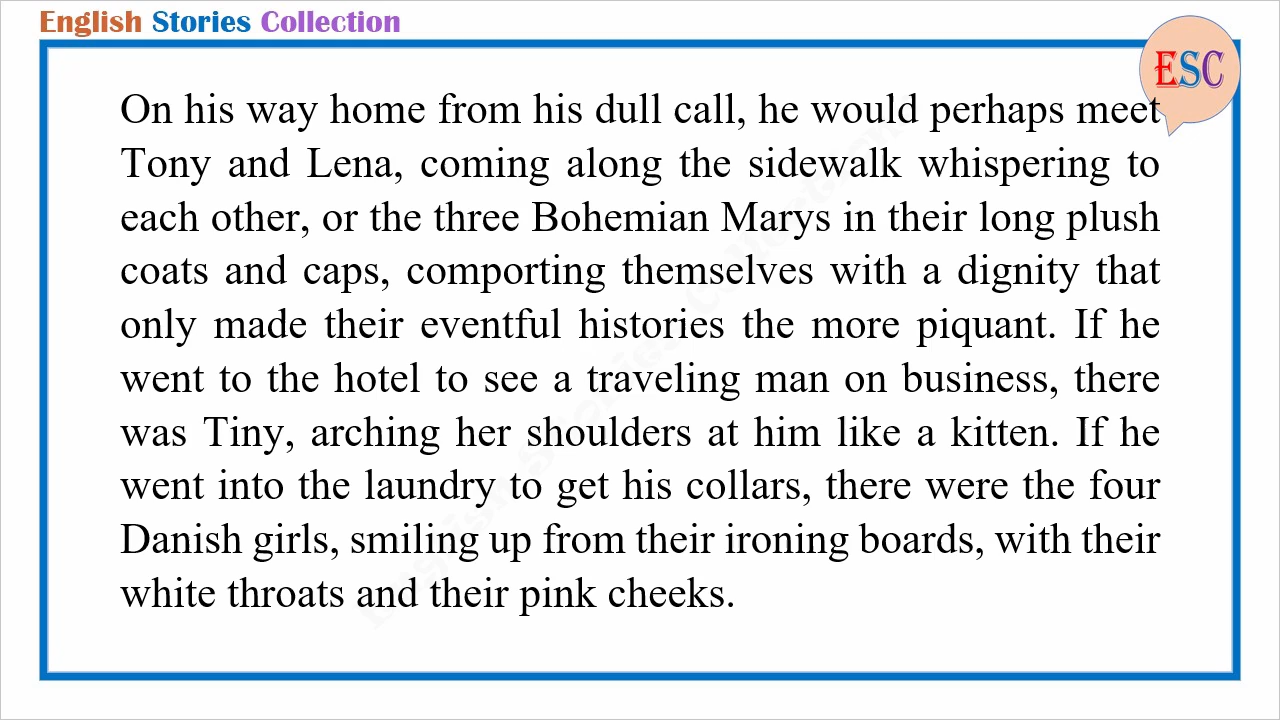 English Stories Collection
ESC
On his way home from his dull call, he would perhaps meet
Tony and Lena, coming along the sidewalk whispering to
each other, or the three Bohemian Marys in their long plush
coats and caps, comporting themselves with a dignity that
only made their eventful histories the more piquant. If he
went to the hotel to see a traveling man on business, there
was Tiny, arching her shoulders at him like a kitten. If he
went into the laundry to get his collars, there were the four
Danish girls, smiling up from their ironing boards, with their
white throats and their pink cheeks.